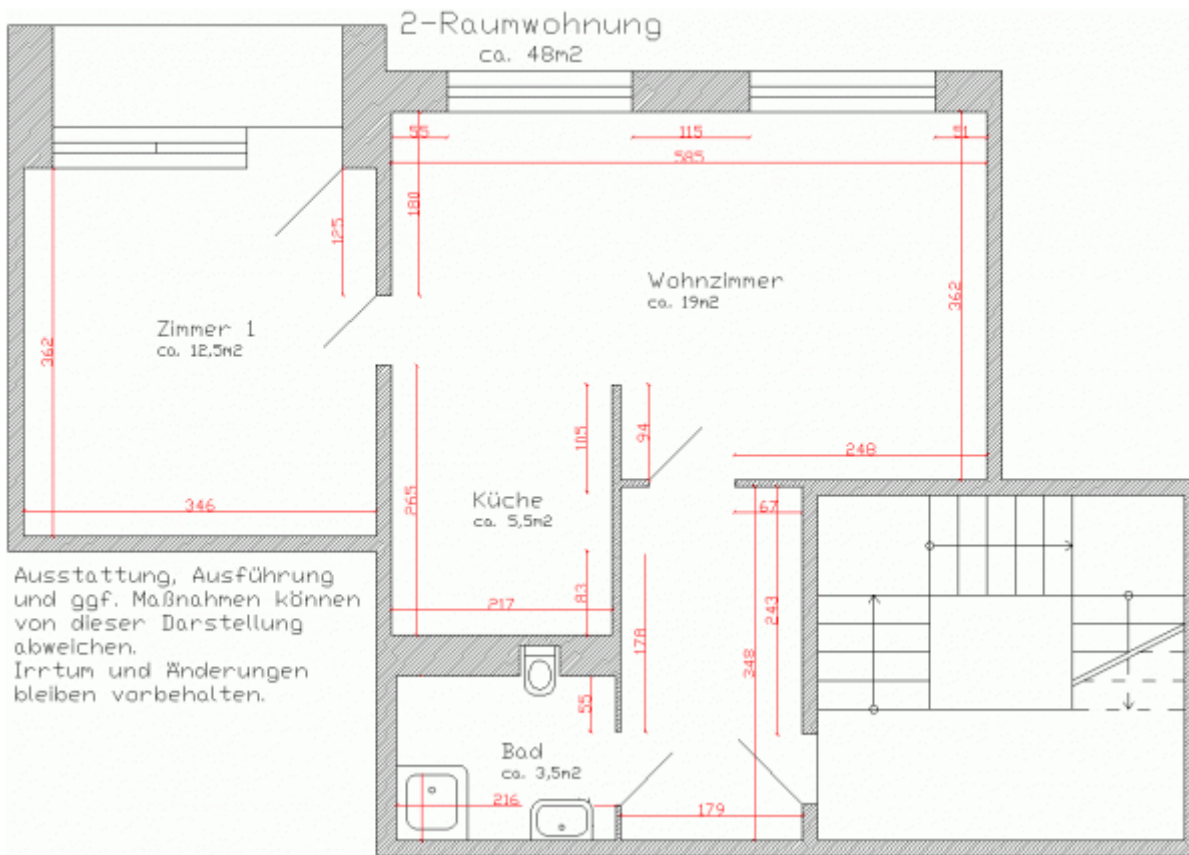 2-Raumwohnung
ca. 48m2
55
115
51
585
180
125
Wohnzimmer
ca. 19m2
362
Zimmer 1
ca. 12,5m2
362
105
94
248
346
265
Küche
ca. 5,5m2
67
Ausstattung, Ausführung
und ggf. Maßnahmen können
von dieser Darstellung
abweichen.
Irrtum und Änderungen
bleiben vorbehalten.
217
83
178
243
348
55
Bad
ca. 3,5m2
216
179